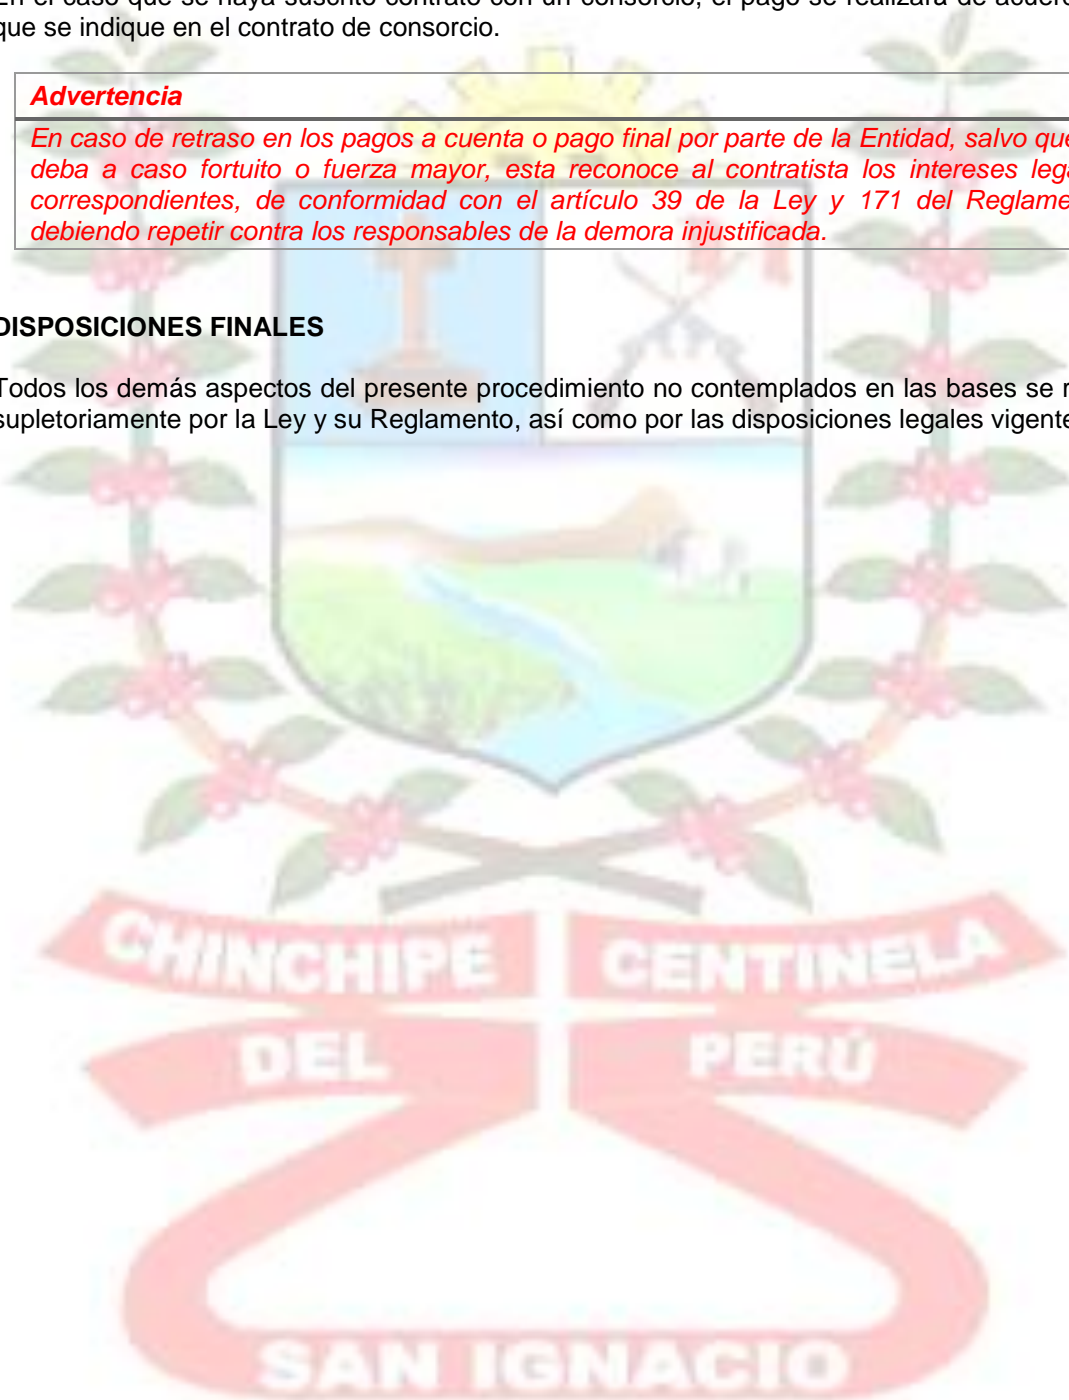 En el caso que se haya suscrito contrato con un consorcio, el pago se realizará de acuer
que se indique en el contrato de consorcio.
Advertencia
En caso de retraso en los pagos a cuenta o pago final por parte de la Entidad, salvo que
deba a caso fortuito o fuerza mayor, esta reconoce al contratista los intereses lega
correspondientes, de conformidad con el artículo 39 de la Ley y 171 del Reglame
debiendo repetir contra los responsables de la demora injustificada.
DISPOSICIONES FINALES
Todos los demás aspectos del presente procedimiento no contemplados en las bases se r
supletoriamente por la Ley y su Reglamento, así como por las disposiciones legales vigente
CHINCHIPE CENTINELA
DEL PERÚ
SAN IGNACIO